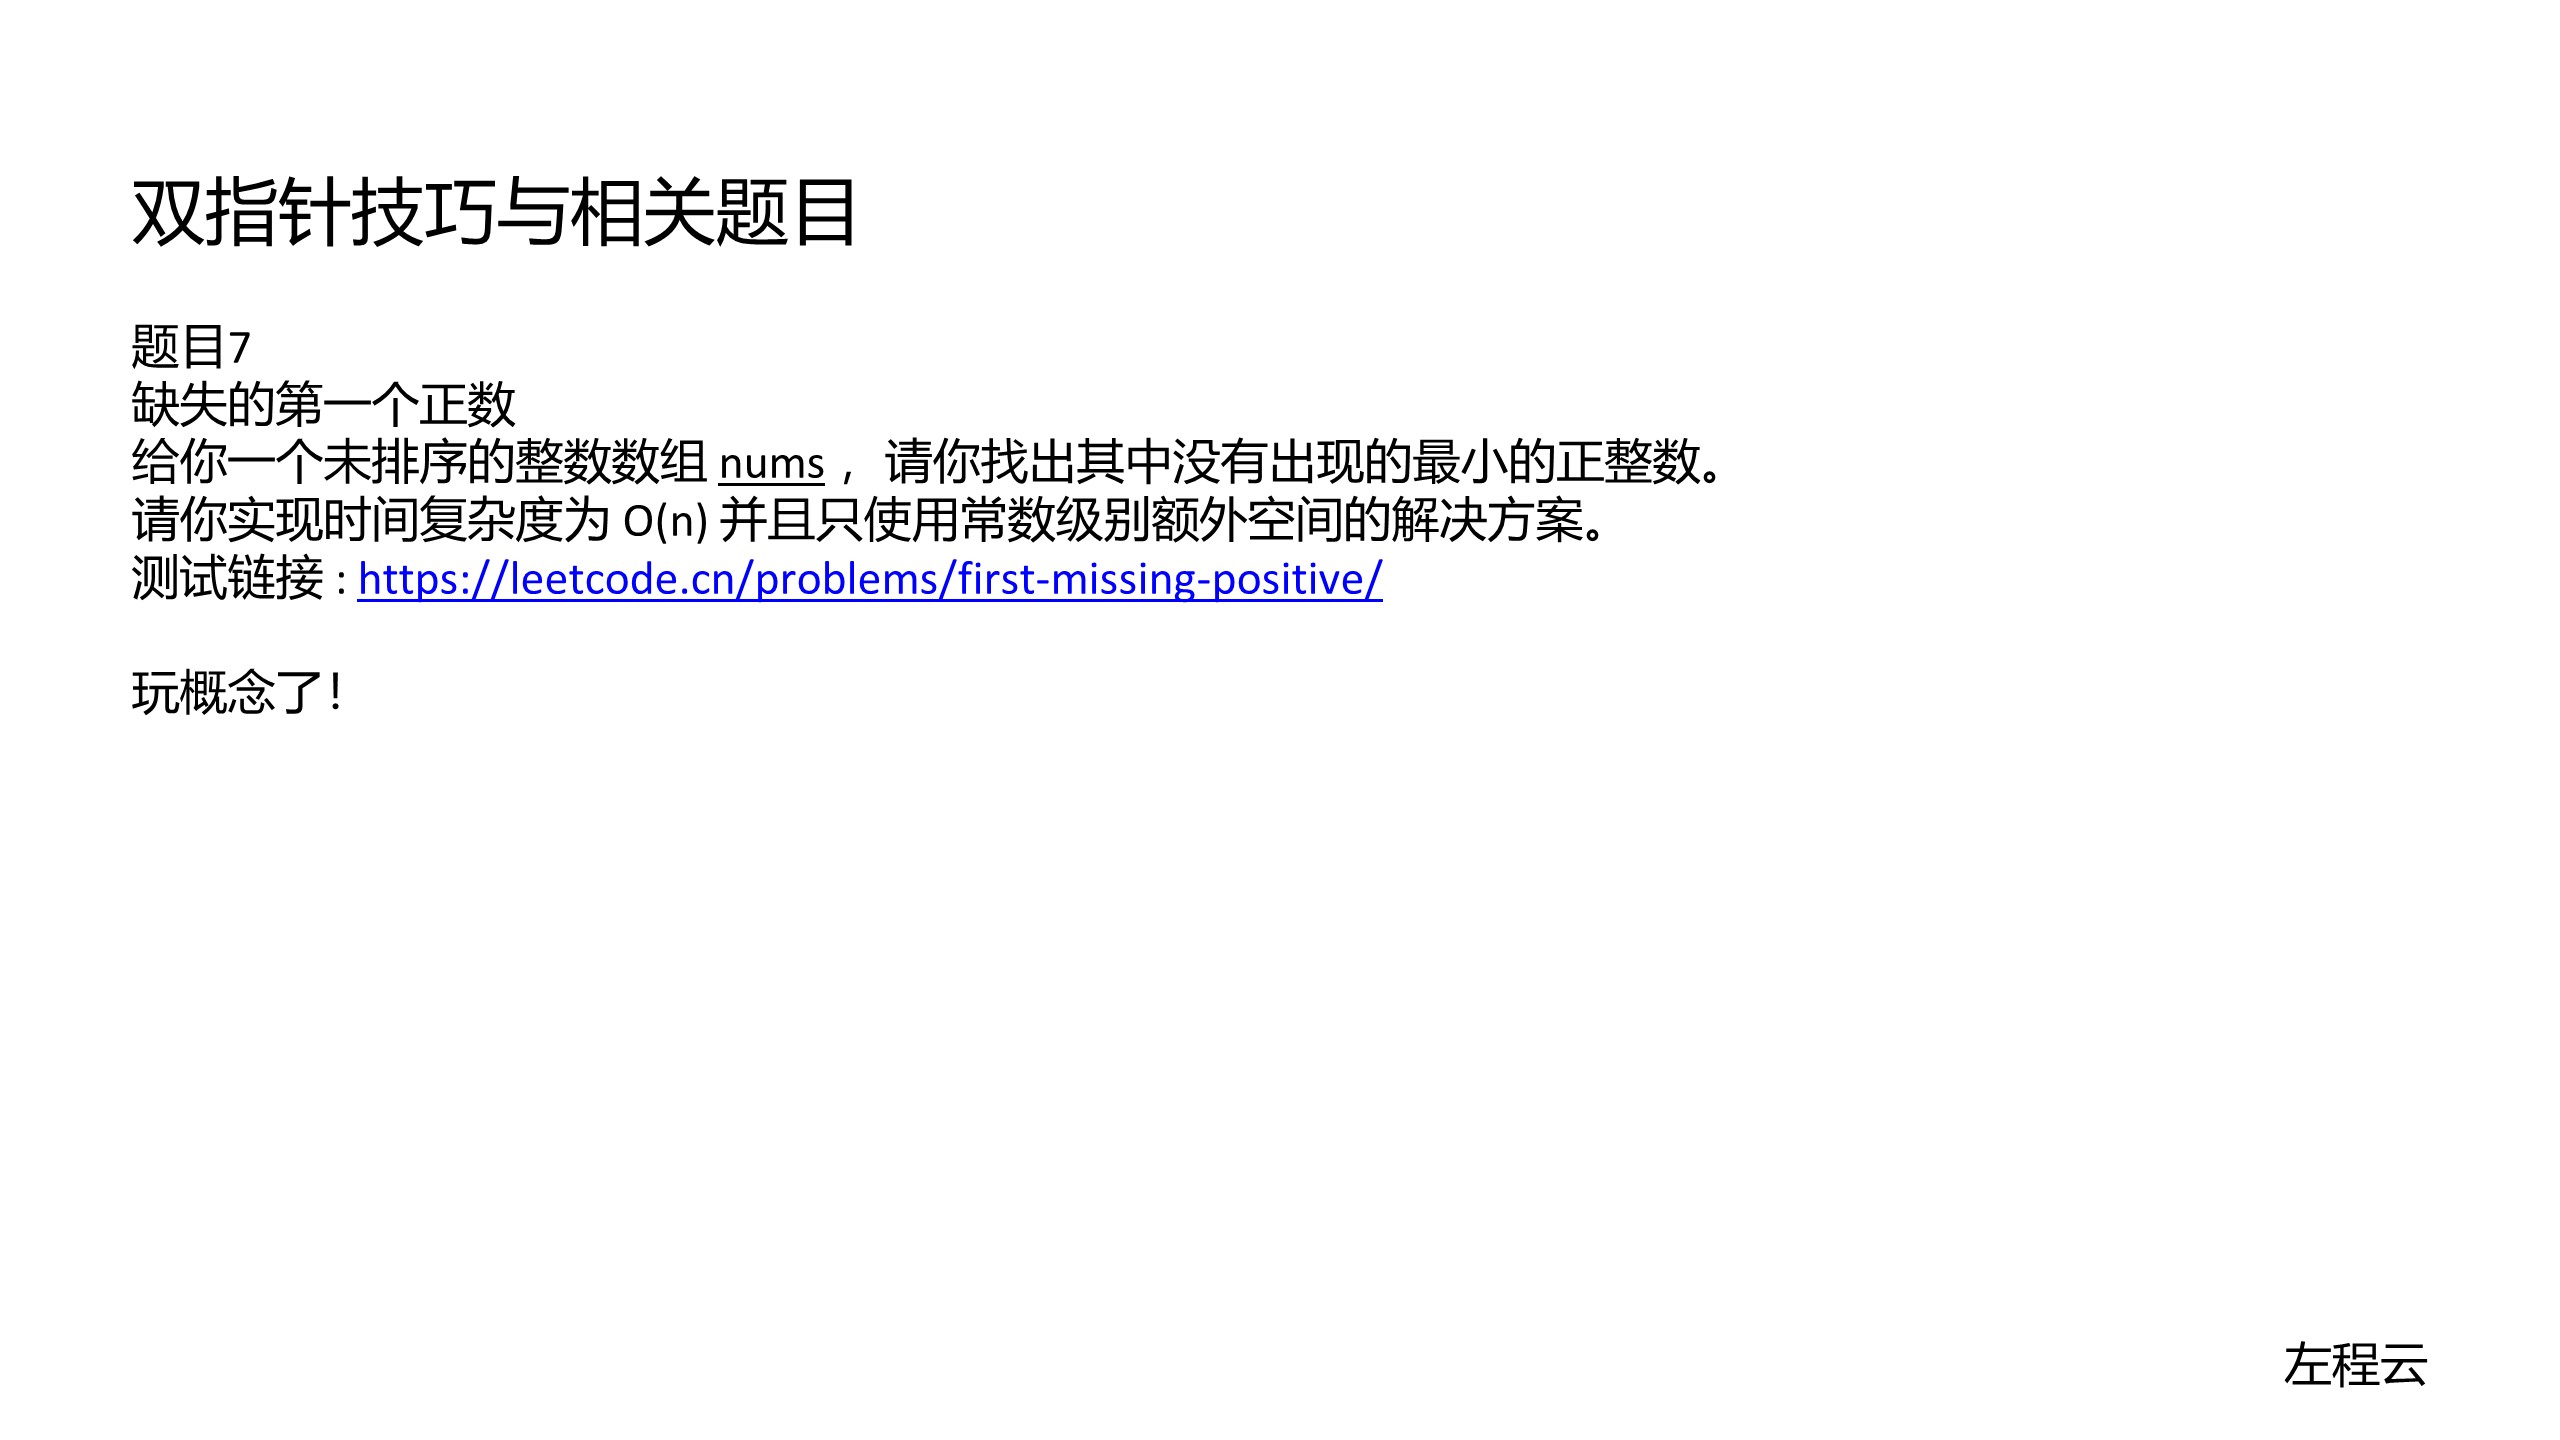 双指针技巧与相关题目
题目7
缺失的第一个正数
给你一个未排序的整数数组 nums ，请你找出其中没有出现的最小的正整数。
请你实现时间复杂度为 O(n) 并且只使用常数级别额外空间的解决方案。
测试链接 : https://leetcode.cn/problems/first-missing-positive/
玩概念了！
左程云